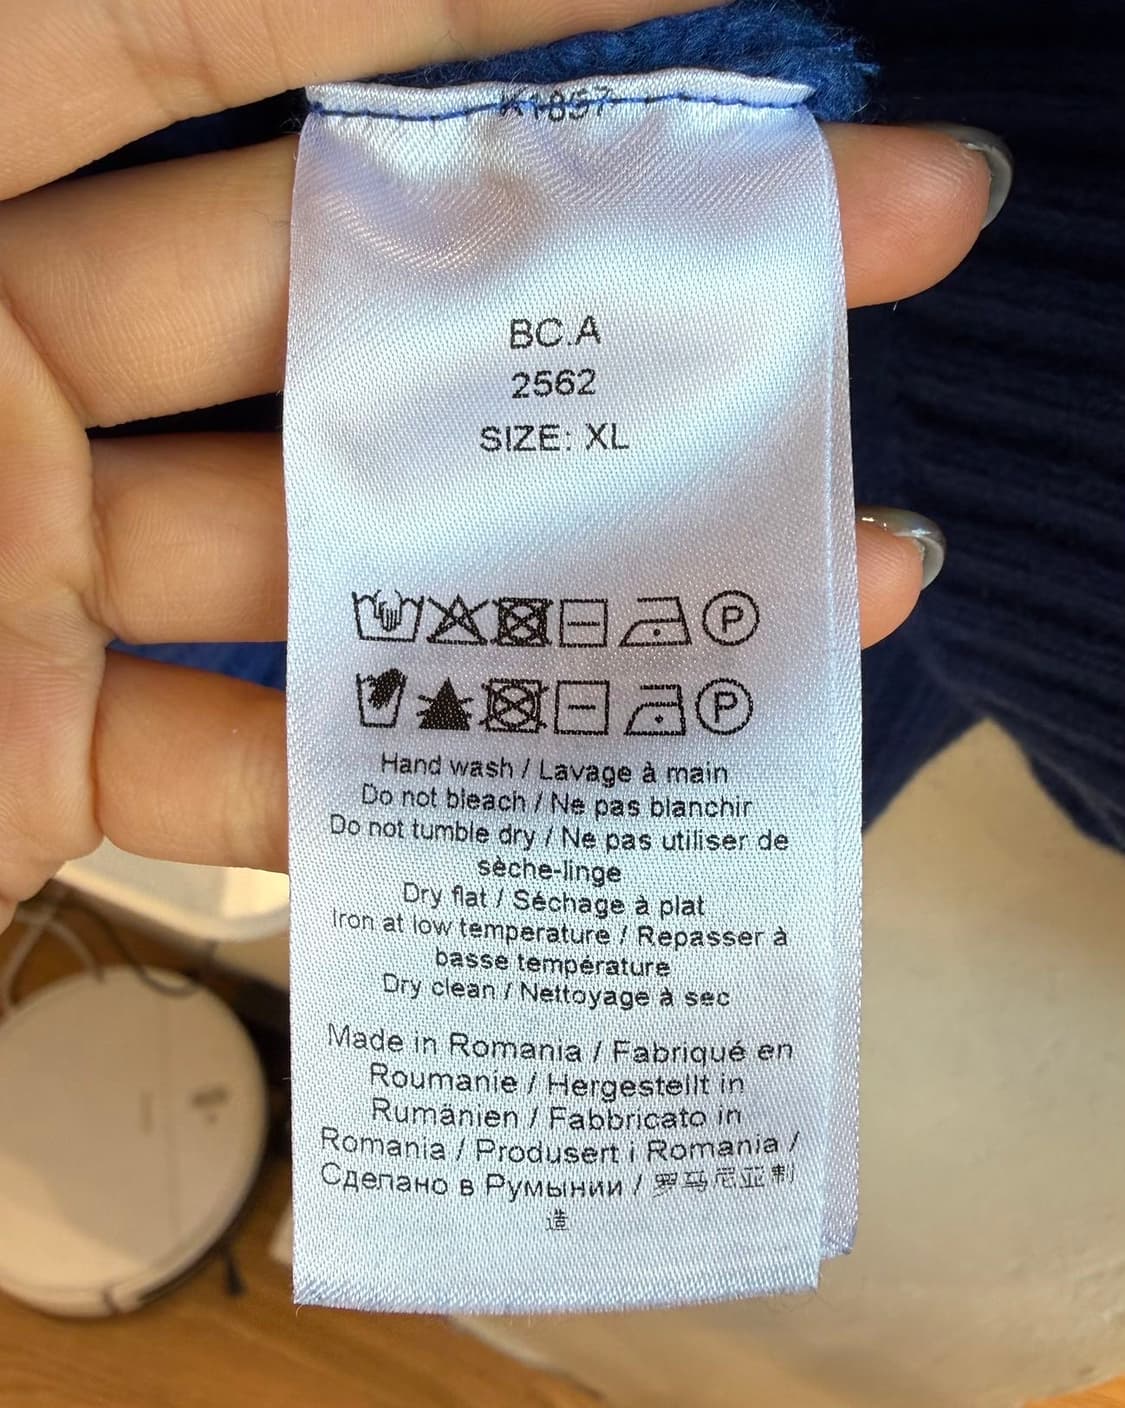 K1857
BC.A
2562
SIZE: XL
P
P
Hand wash / Lavage à main
Do not bleach / Ne pas blanchir
Do not tumble dry / Ne pas utiliser de
sèche-linge
Dry flat / Séchage à plat
Iron at low temperature / Repasser à
basse température
Dry clean / Nettoyage à sec
Made in Romania / Fabriqué en
Roumanie / Hergestellt in
Rumänien / Fabbricato in
Romania / Produsert i Romania /
Сделано в Румынии / 罗马尼亚制
造